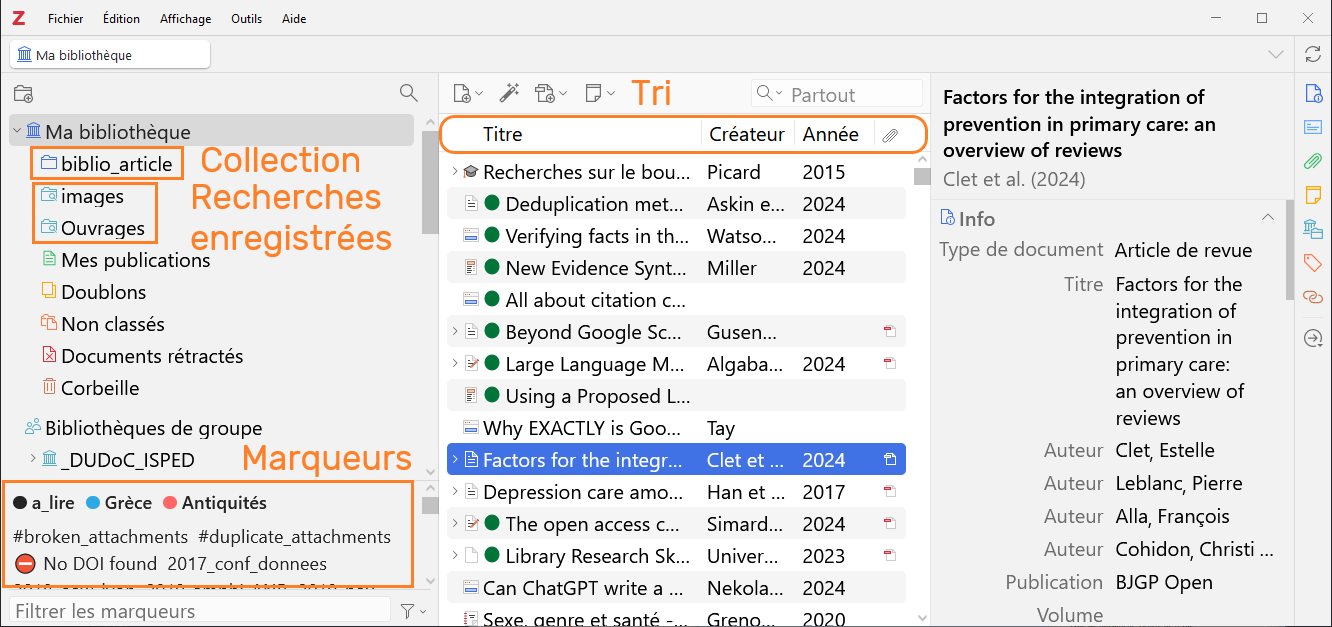 Z Fichier Édition Affichage Outils Aide
Ma bibliothèque
Ma bibliothèque
biblio_article
Collection
images
Ouvrages
Recherches
enregistrées
Mes publications
Doublons
Non classés
Documents rétractés
Corbeille
Bibliothèques de groupe
_DUDoC_ISPED
Marqueurs
a_lire Grèce Antiquités
#broken_attachments #duplicate_attachments
No DOI found 2017_conf_donnees
Filtrer les marqueurs
Tri
Partout
Titre Créateur Année
Recherches sur le bou... Picard 2015
Deduplication met... Askin e... 2024
Verifying facts in th... Watso... 2024
New Evidence Synt... Miller 2024
All about citation c...
Beyond Google Sc... Gusen...
Large Language M... Algaba... 2024
Using a Proposed L...
Why EXACTLY is Goo... Tay
Factors for the integr... Clet et ... 2024
Depression care amo... Han et ... 2017
The open access c... Simard... 2024
Library Research Sk... Univer... 2023
Can ChatGPT write a ... Nekola... 2024
Sexe, genre et santé -... Greno... 2020
Factors for the integration of
prevention in primary care: an
overview of reviews
Clet et al. (2024)
Info
Type de document Article de revue
Titre Factors for the
integration of
prevention in
primary care:
an overview of
reviews
Auteur Clet, Estelle
Auteur Leblanc, Pierre
Auteur Alla, François
Auteur Cohidon, Christi ...
Publication BJGP Open
Volume